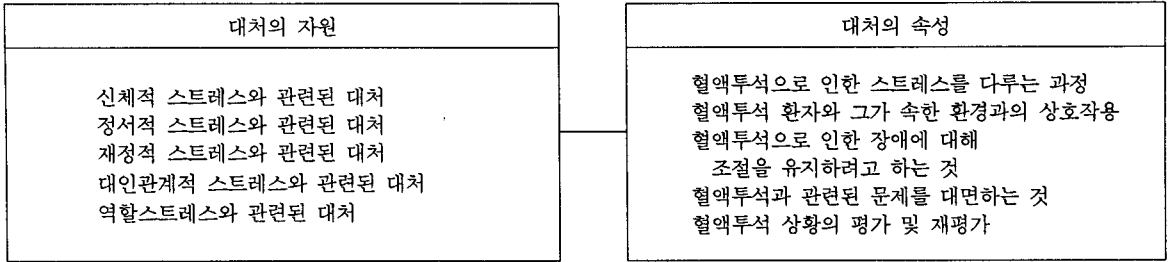 대처의 자원
신체적 스트레스와 관련된 대처
정서적 스트레스와 관련된 대처
재정적 스트레스와 관련된 대처
대인관계적 스트레스와 관련된 대처
역할스트레스와 관련된 대처
대처의 속성
혈액투석으로 인한 스트레스를 다루는 과정
혈액투석 환자와 그가 속한 환경과의 상호작용
혈액투석으로 인한 장애에 대해
조절을 유지하려고 하는 것
혈액투석과 관련된 문제를 대면하는 것
혈액투석 상황의 평가 및 재평가